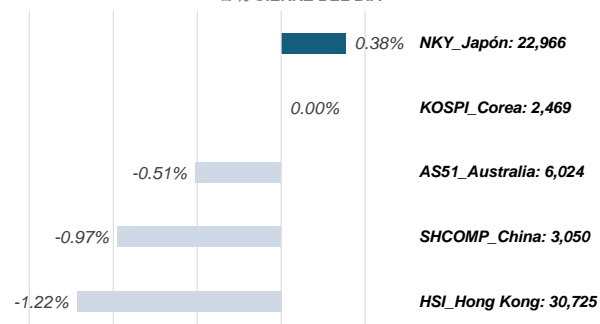 0.38% NKY_Japón: 22,966
0.00% KOSPI_Corea: 2,469
-0.51% AS51_Australia: 6,024
-0.97% SHCOMP_China: 3,050
-1.22% HSI_Hong Kong: 30,725